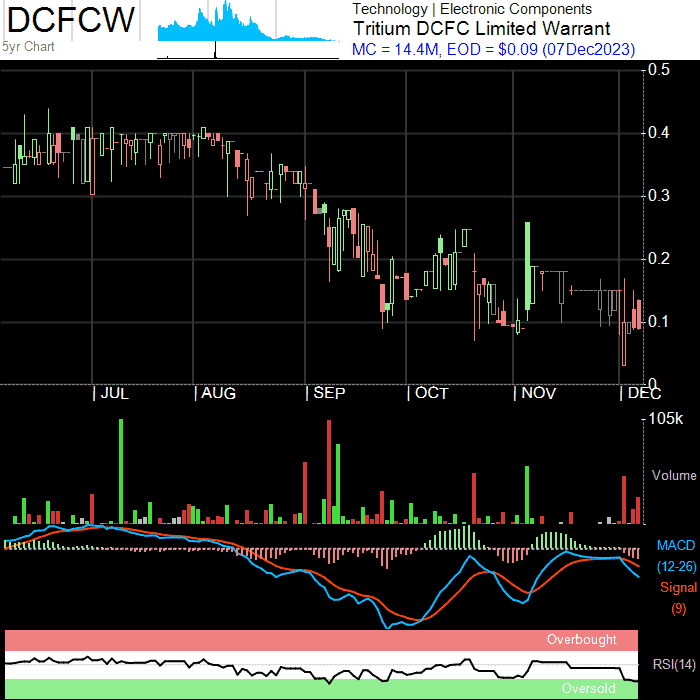 DCFCW
5yr Chart
Technology | Electronic Components
Tritium DCFC Limited Warrant
MC = 14.4M, EOD = $0.09 (07Dec2023)
0.5
0.4
0.3
0.2
0.1
0
| JUL | AUG | SEP | OCT | NOV | DEC
105k
Volume
MACD
(12-26)
Signal
(9)
Overbought
RSI(14)
Oversold